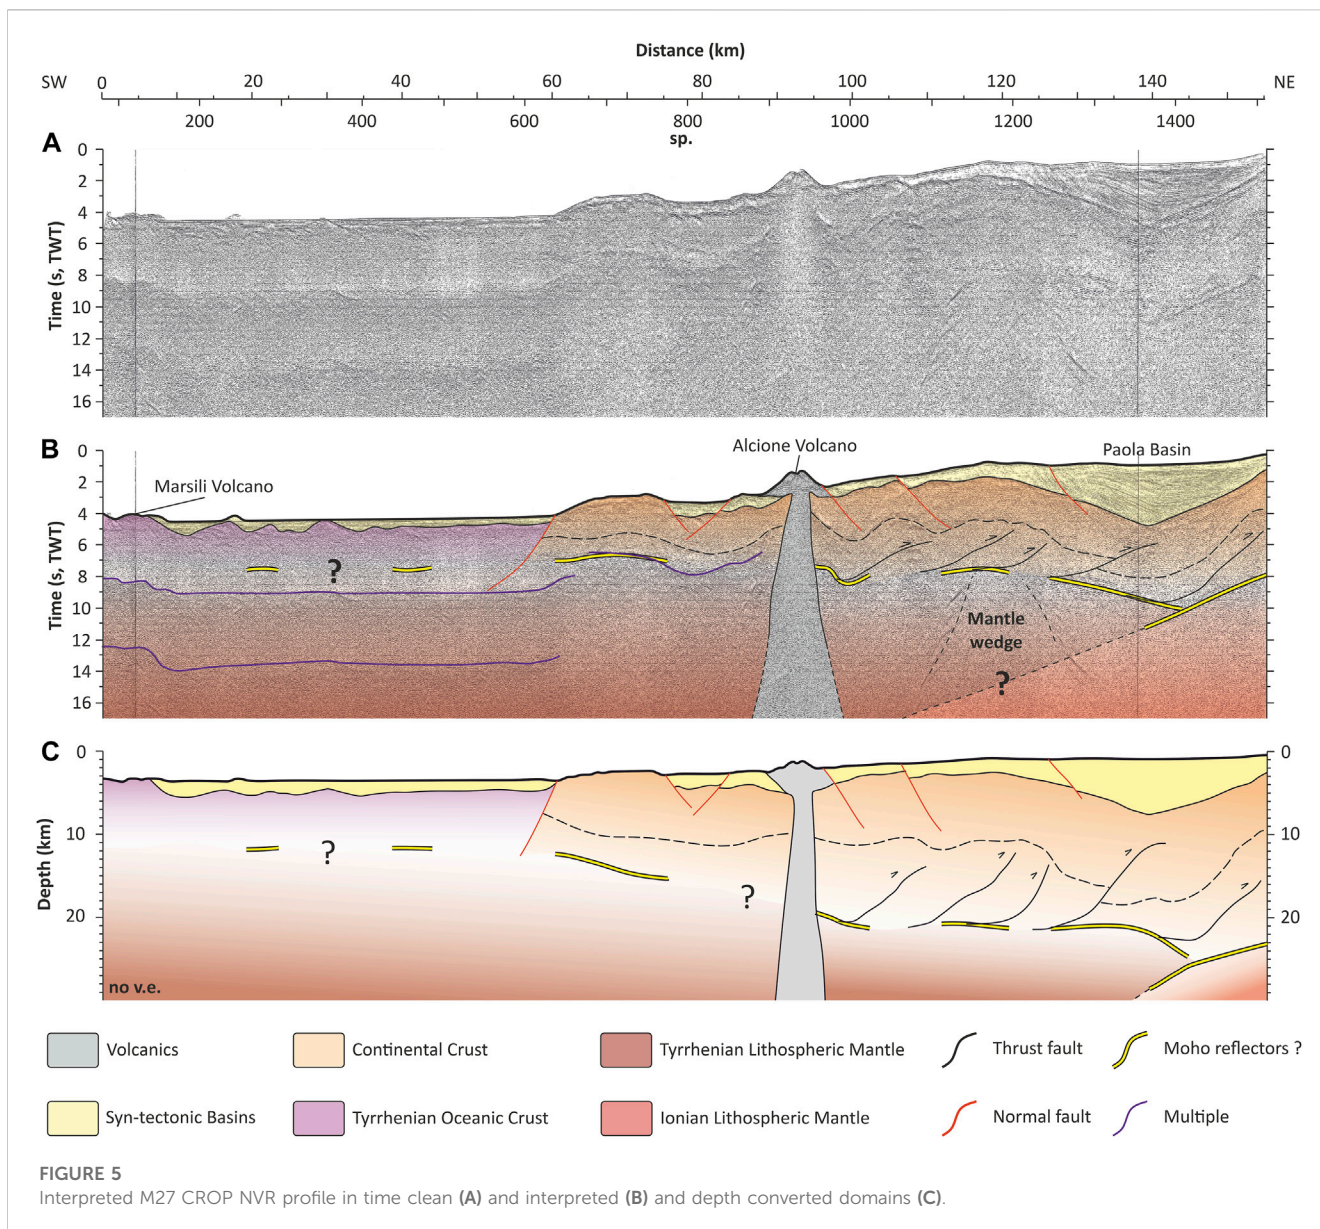 Distance (km)
SW 0 20 40 60 80 100 120 140 NE
200 400 600 800 1000 1200 1400
sp.
A
0
2
4
6
8
10
12
14
16
Time (s, TWT)
B
Alcione Volcano
Paola Basin
Marsili Volcano
0
2
4
6
8
10
12
14
16
Time (s, TWT)
?
Mantle
wedge
?
C
0
10
20
Depth (km)
0
10
20
?
?
no v.e.
Volcanics
Continental Crust
Tyrrhenian Lithospheric Mantle
Thrust fault
Moho reflectors ?
Syn-tectonic Basins
Tyrrhenian Oceanic Crust
Ionian Lithospheric Mantle
Normal fault
Multiple
FIGURE 5
Interpreted M27 CROP NVR profile in time clean (A) and interpreted (B) and depth converted domains (C).